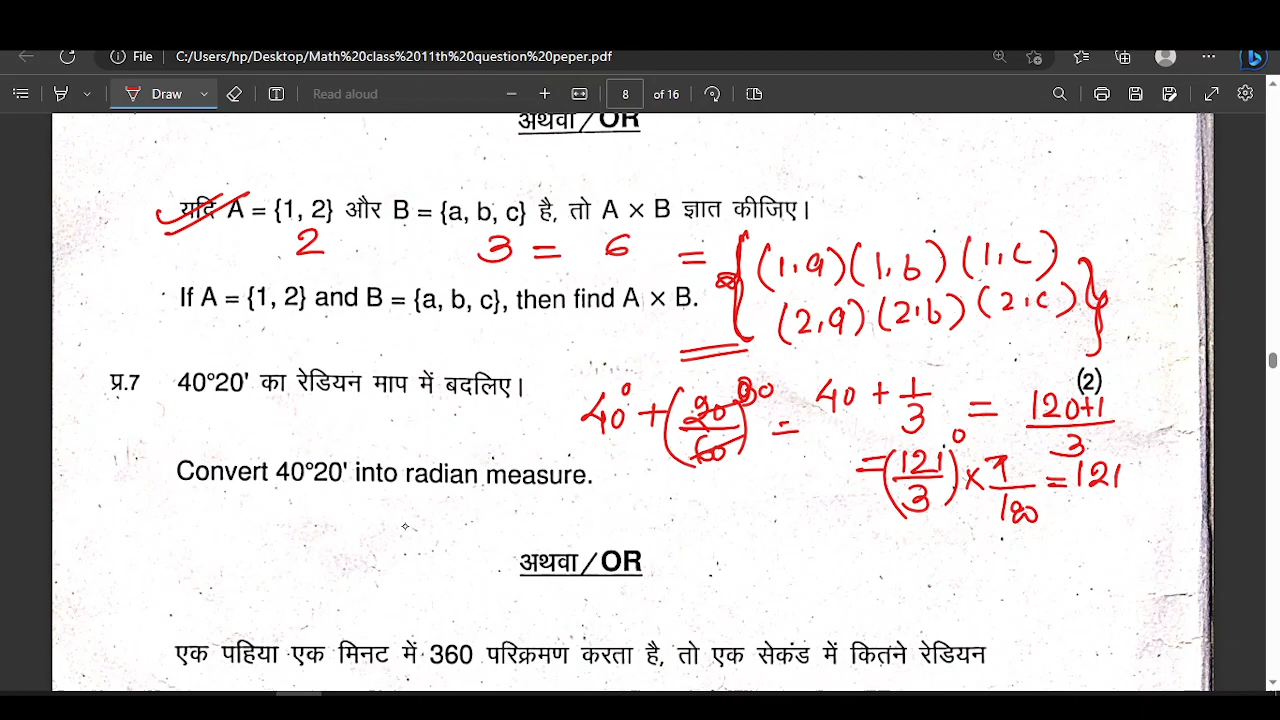 File C:/Users/hp/Desktop/Math%20class%2011th%20question%20peper.pdf
Draw Read aloud 8 of 16
अथवा/OR
यदि A = {1, 2} और B = {a, b, c} है, तो A × B ज्ञात कीजिए।
2 3 = 6 = {(1,a)(1,b)(1,c)
If A = {1, 2} and B = {a, b, c}, then find A × B.
(2,a)(2,b)(2,c)}
(2)
प्र.7 40°20' का रेडियन माप में बदलिए।
40° + (20/60)° = 40 + 1/3 = 120+1/3
Convert 40°20' into radian measure.
= (121/3)° × π/180 = 121
अथवा/OR
एक पहिया एक मिनट में 360 परिक्रमण करता है, तो एक सेकंड में कितने रेडियन